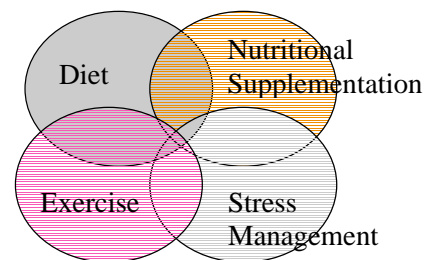 Diet
Nutritional
Supplementation
Exercise
Stress
Management